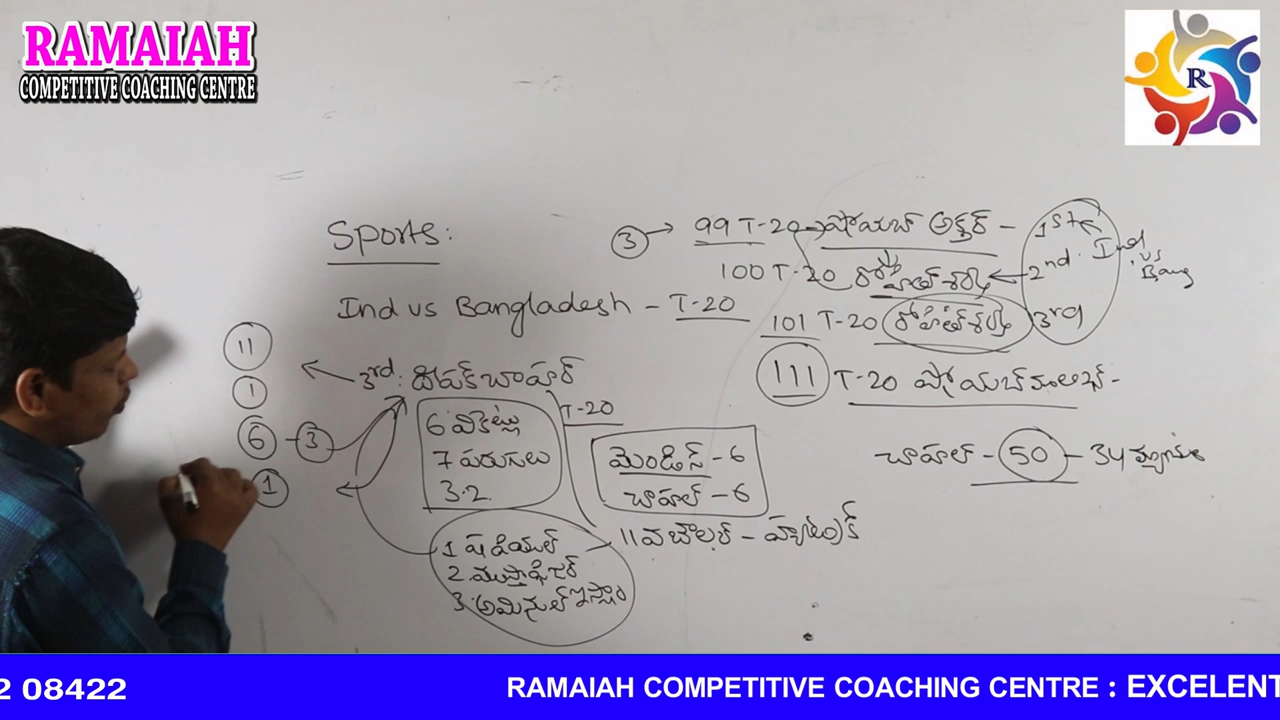 RAMAIAH
COMPETITIVE COACHING CENTRE
R
Sports:
Ind vs Bangladesh - T-20
3 → 99 T-20 → షోయబ్ అక్తర్ - 1st
100 T-20 రోహిత్ శర్మ ← 2nd. Ind vs Bang
101 T-20 రోహిత్ శర్మ 3rd
111 T-20 షోయబ్ మలిక్ -
చాహల్ - 50 - 34
11
1
6 - 3
1
3rd: దీపక్ చాహర్
6 వికెట్లు
7 పరుగులు
3.2
T-20
మెండిస్ - 6
చాహల్ - 6
11వ బౌలర్ - హ్యాట్రిక్
1 షఫియుల్
2 ముస్తాఫిజర్
3. అమినుల్ ఇస్లాం
2 08422
RAMAIAH COMPETITIVE COACHING CENTRE : EXCELENT